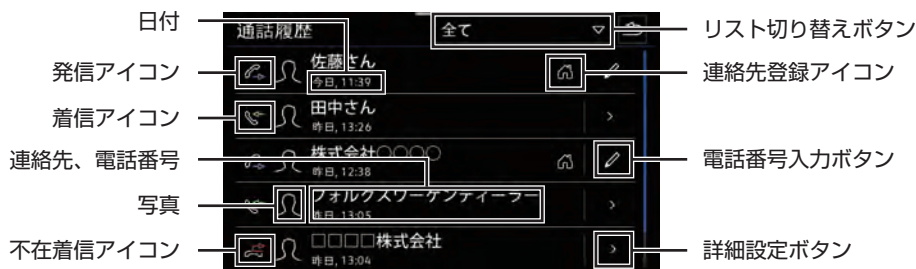 日付
通話履歴
全て
リスト切り替えボタン
佐藤さん
今日, 11:39
発信アイコン
連絡先登録アイコン
田中さん
昨日, 13:26
着信アイコン
株式会社○○○○
昨日, 12:38
連絡先、電話番号
電話番号入力ボタン
フォルクスワーゲンディーラー
昨日, 13:05
写真
□□□□株式会社
昨日, 13:04
不在着信アイコン
詳細設定ボタン